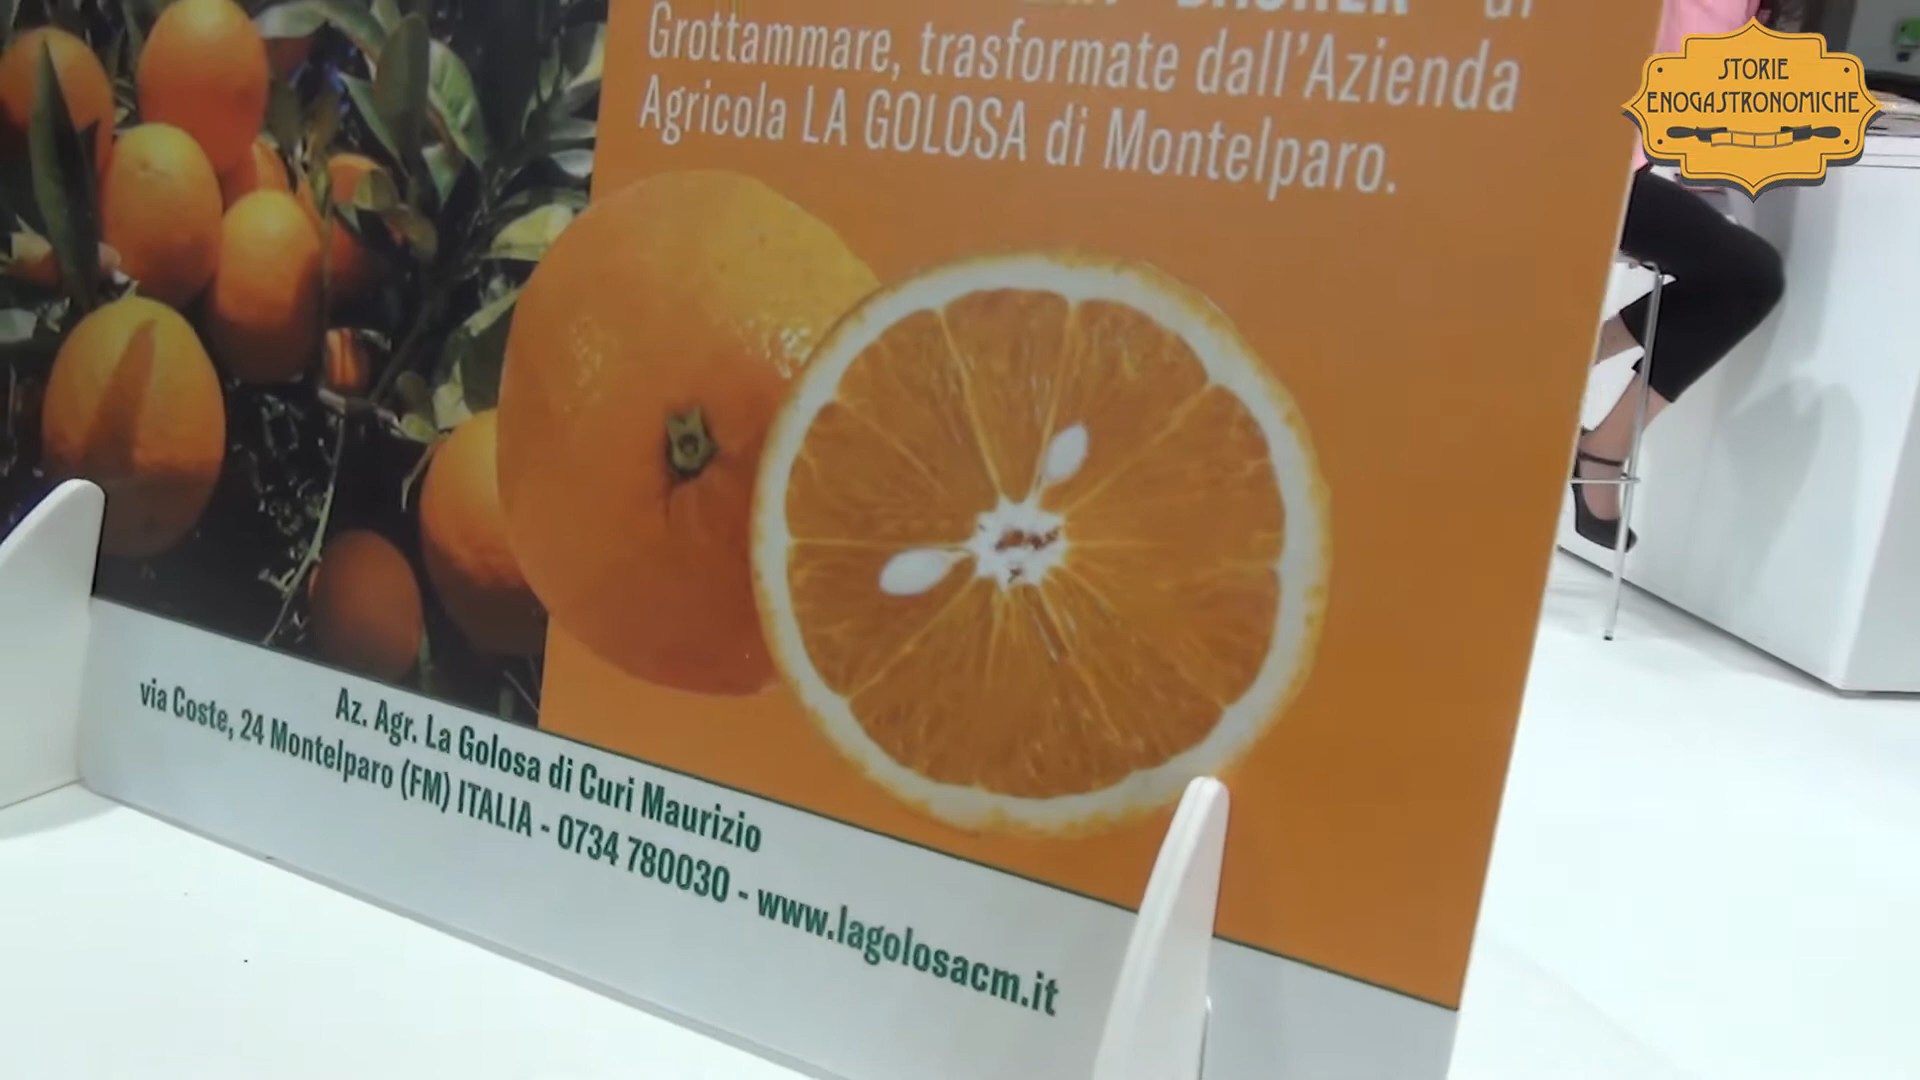 Grottammare, trasformate dall'Azienda
Agricola LA GOLOSA di Montelparo.
Az. Agr. La Golosa di Curi Maurizio
via Coste, 24 Montelparo (FM) ITALIA - 0734 780030 - www.lagolosacm.it
STORIE
ENOGASTRONOMICHE